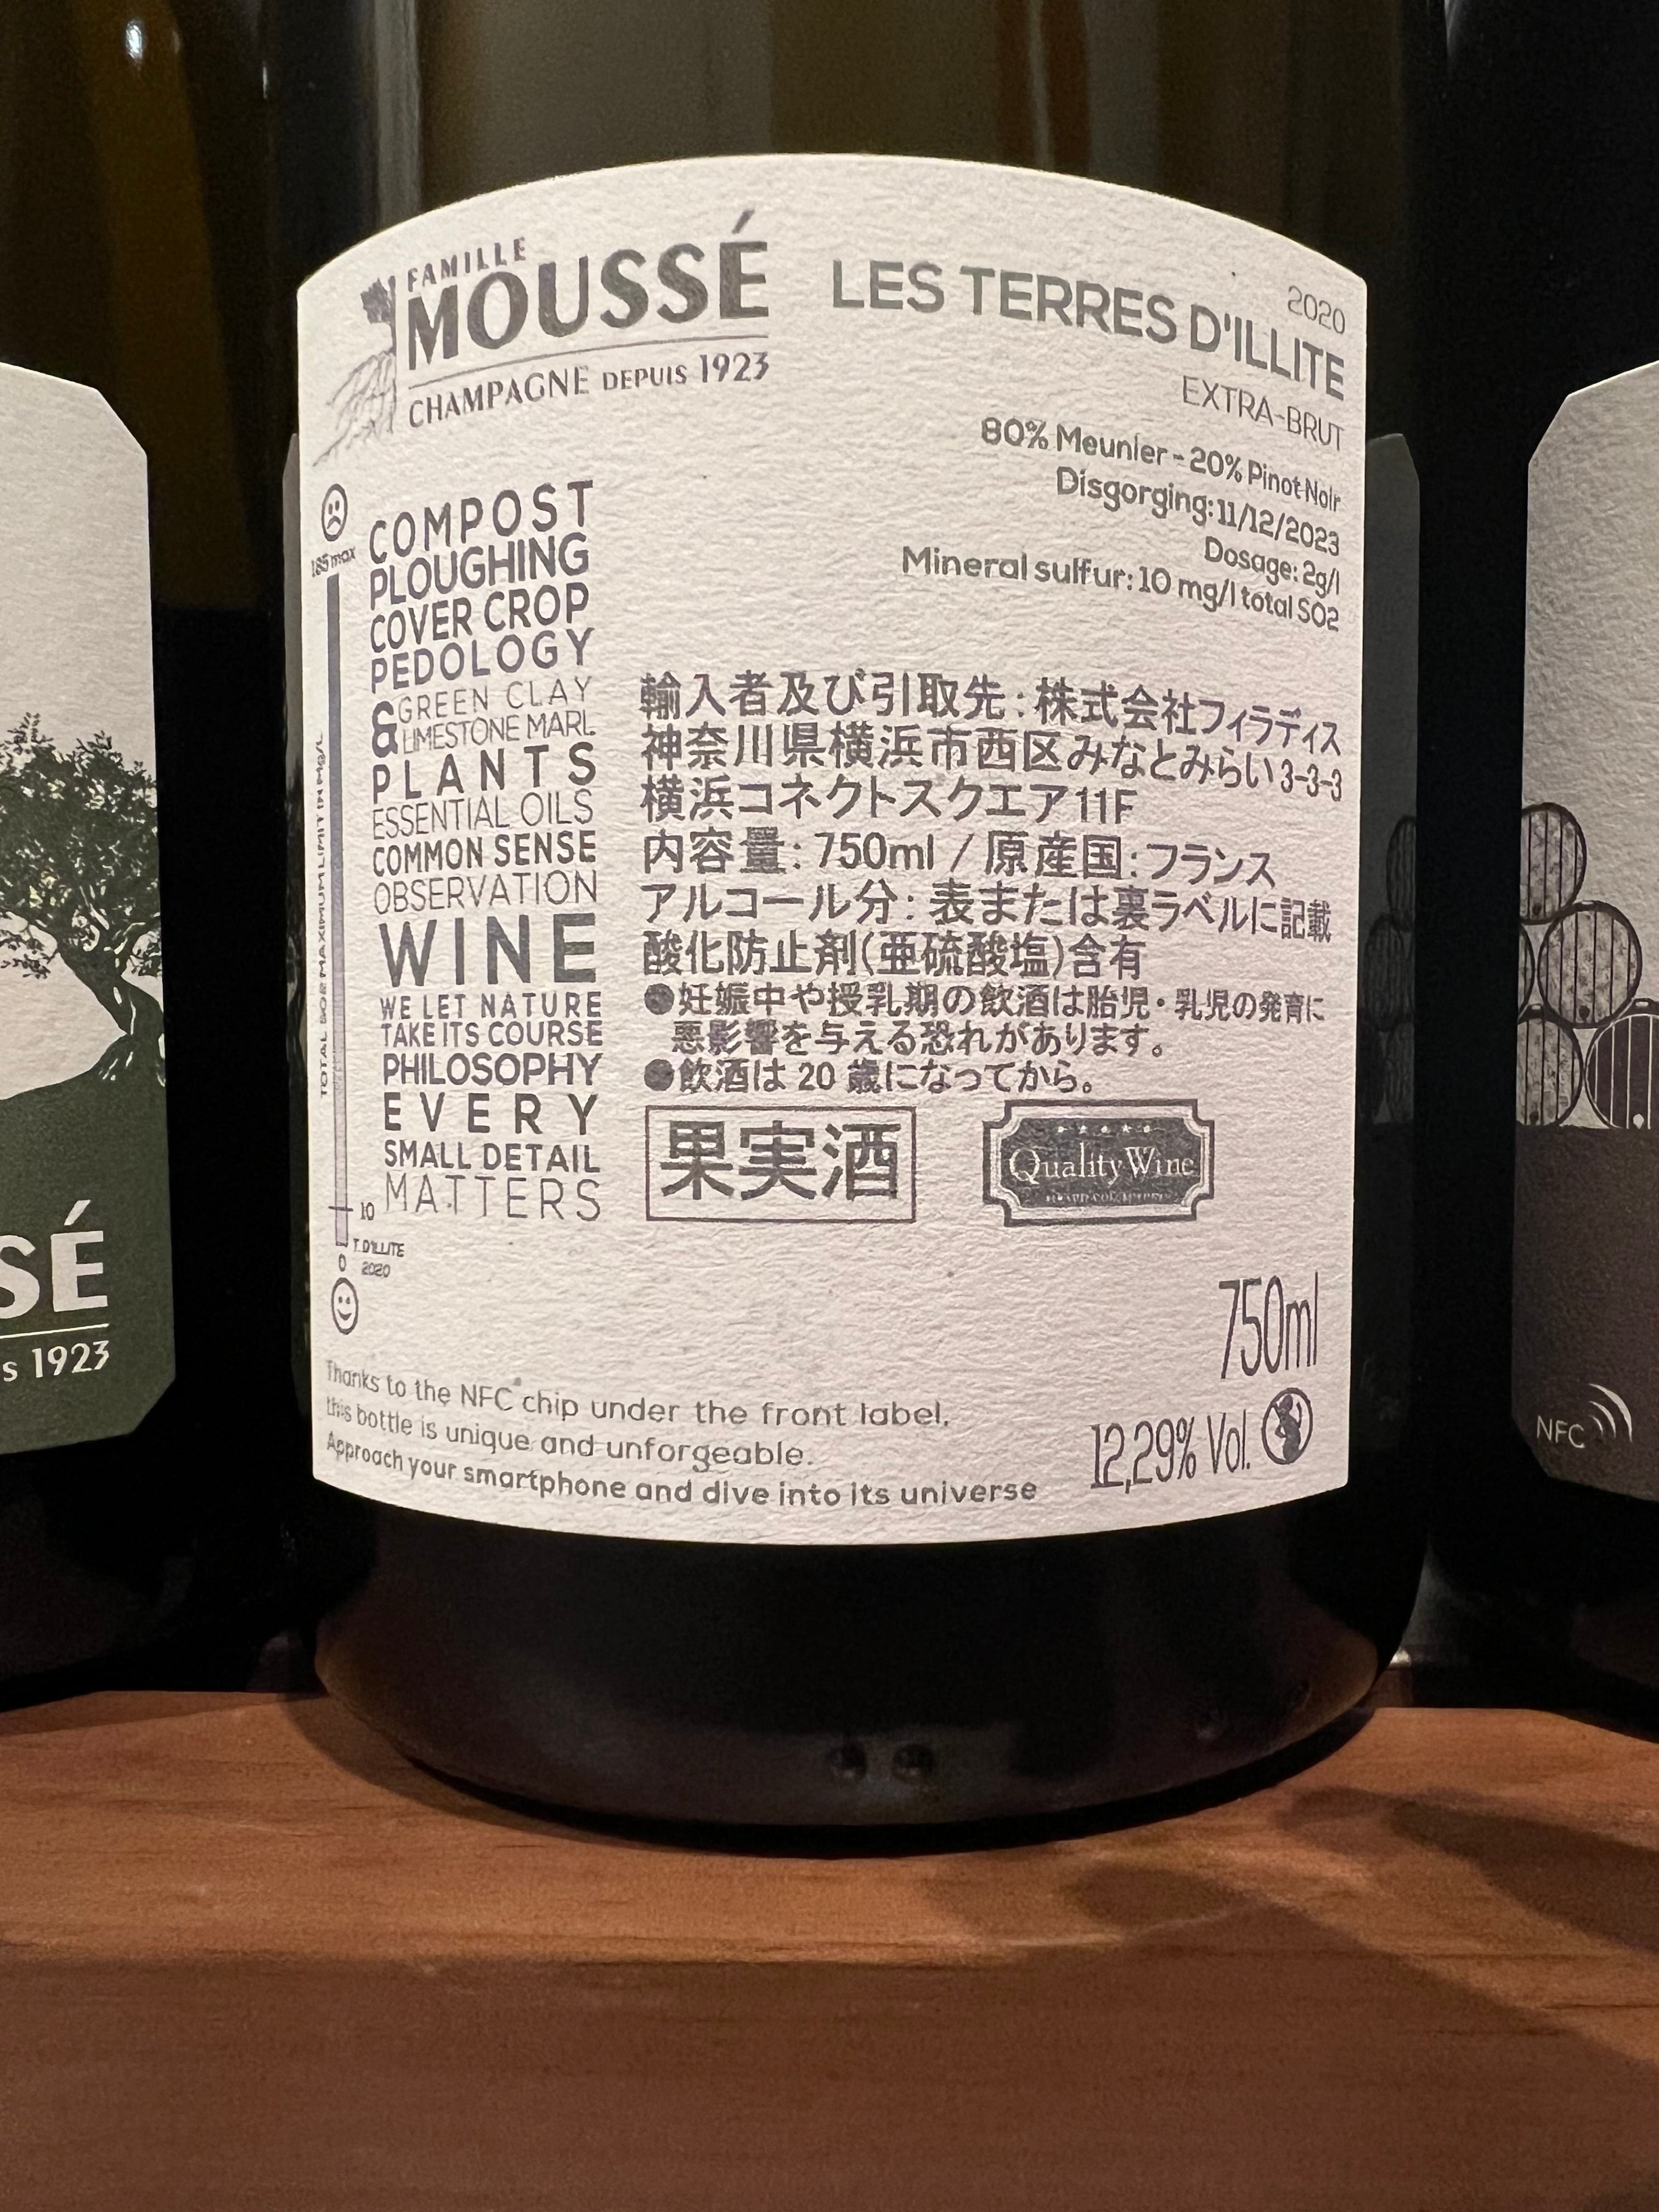 FAMILLE
MOUSSÉ
CHAMPAGNE DEPUIS 1923
2020
LES TERRES D'ILLITE
EXTRA-BRUT
80% Meunier - 20% Pinot Noir
Disgorging: 11/12/2023
Dosage: 2g/l
Mineral sulfur: 10 mg/l total SO2
185 max
TOTAL SO2 MAXIMUM LIMIT IN MG/L
10
T. D'ILLITE
2020
0
COMPOST
PLOUGHING
COVER CROP
PEDOLOGY
& GREEN CLAY
LIMESTONE MARL
PLANTS
ESSENTIAL OILS
COMMON SENSE
OBSERVATION
WINE
WE LET NATURE
TAKE ITS COURSE
PHILOSOPHY
EVERY
SMALL DETAIL
MATTERS
輸入者及び引取先:株式会社フィラディス
神奈川県横浜市西区みなとみらい3-3-3
横浜コネクトスクエア11F
内容量:750ml / 原産国:フランス
アルコール分:表または裏ラベルに記載
酸化防止剤(亜硫酸塩)含有
●妊娠中や授乳期の飲酒は胎児・乳児の発育に
悪影響を与える恐れがあります。
●飲酒は 20 歳になってから。
果実酒
Quality Wine
750ml
12,29% Vol.
Thanks to the NFC chip under the front label,
this bottle is unique and unforgeable.
Approach your smartphone and dive into its universe
SÉ
s 1923
NFC